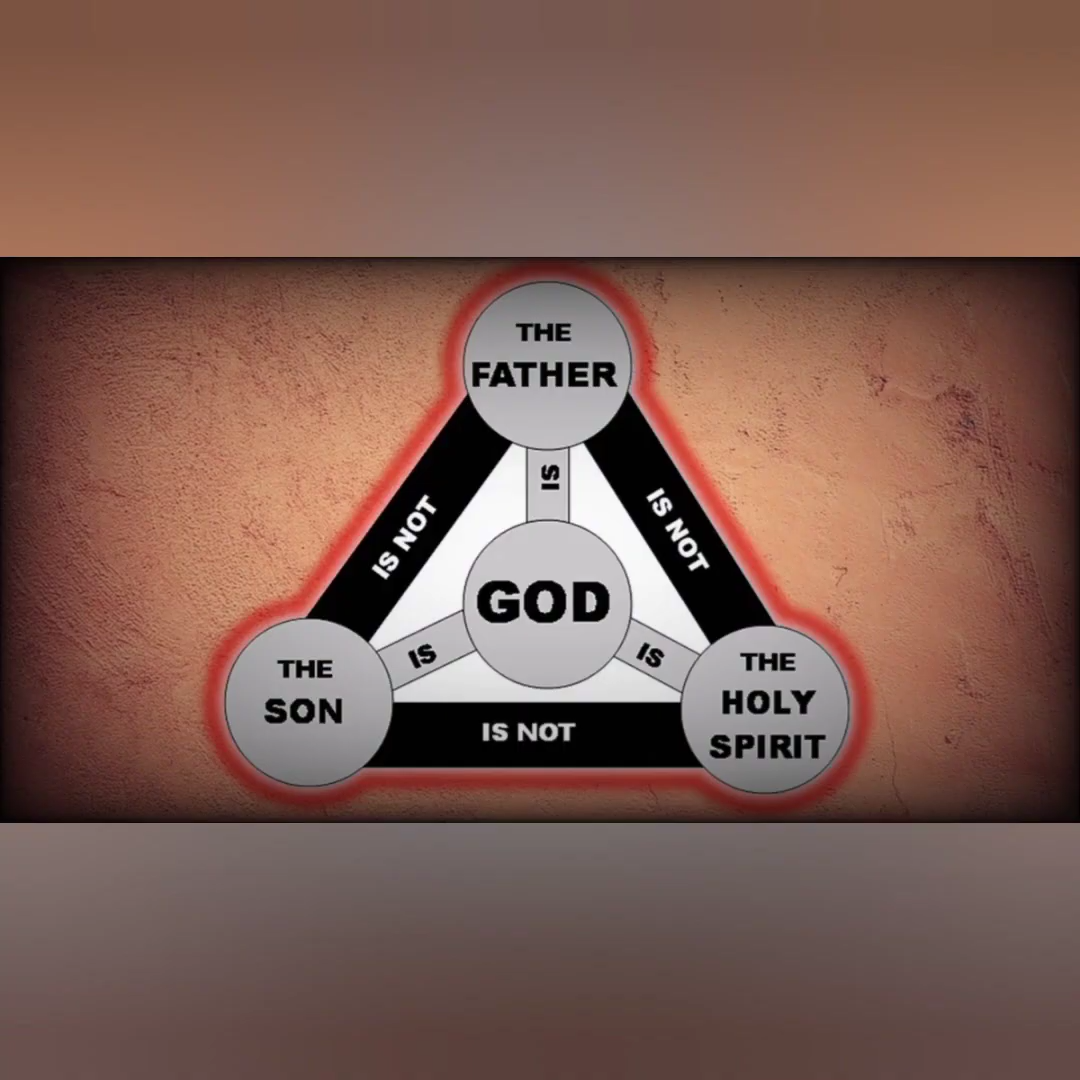 THE
FATHER
IS
IS NOT
IS NOT
GOD
IS
IS
THE
SON
IS NOT
THE
HOLY
SPIRIT